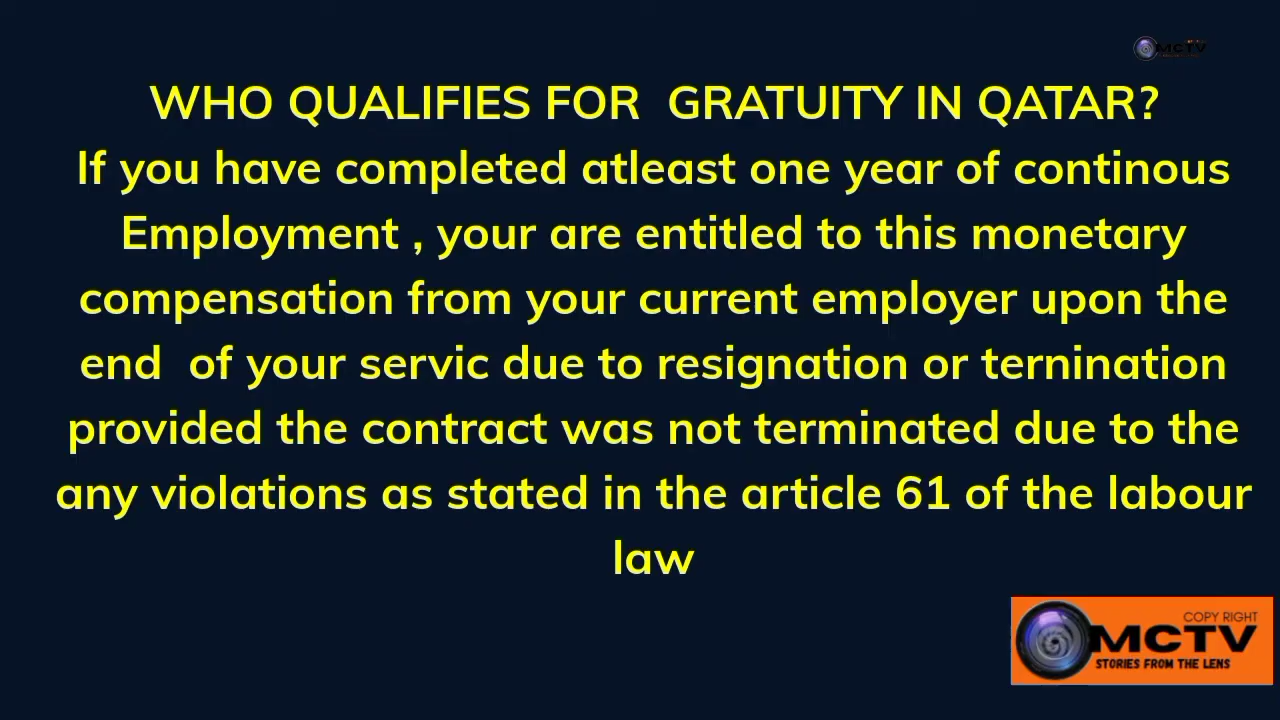 MCTV
WHO QUALIFIES FOR GRATUITY IN QATAR?
If you have completed atleast one year of continous
Employment , your are entitled to this monetary
compensation from your current employer upon the
end of your servic due to resignation or ternination
provided the contract was not terminated due to the
any violations as stated in the article 61 of the labour
law
COPY RIGHT
MCTV
STORIES FROM THE LENS